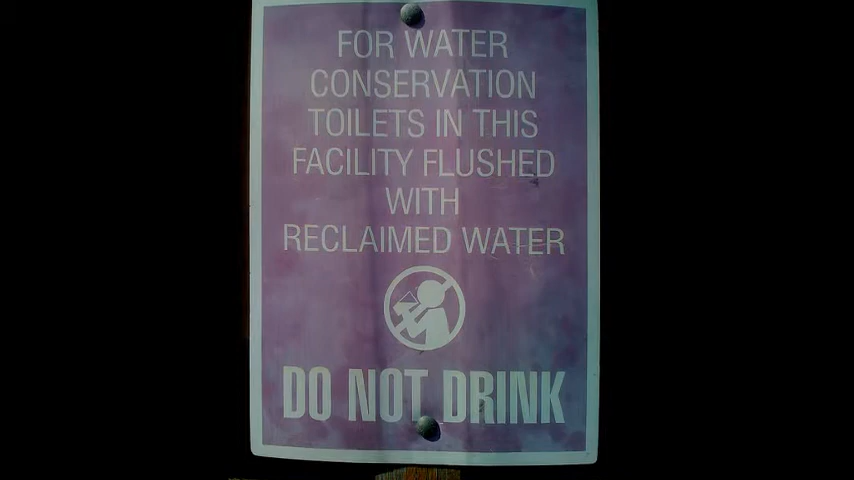 FOR WATER
CONSERVATION
TOILETS IN THIS
FACILITY FLUSHED
WITH
RECLAIMED WATER
DO NOT DRINK